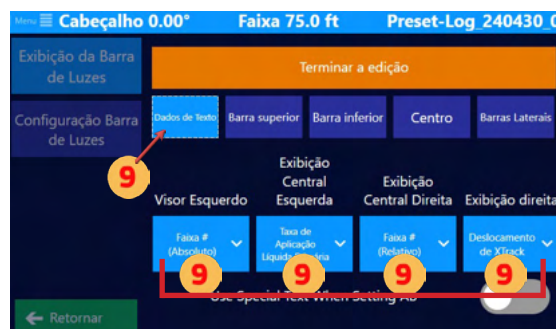 Menu Cabeçalho 0.00° Faixa 75.0 ft Preset-Log_240430_0
Exibição da Barra
de Luzes
Terminar a edição
Configuração Barra
de Luzes
Dados de Texto Barra superior Barra inferior Centro Barras Laterais
9
Visor Esquerdo
Exibição
Central
Esquerda
Exibição
Central Direita
Exibição direita
Faixa #
(Absoluto)
Taxa de
Aplicação
Líquida
Faixa #
(Relativo)
Deslocamento
de XTrack
9 9 9 9
Use Special Text When Setting AB
Retornar